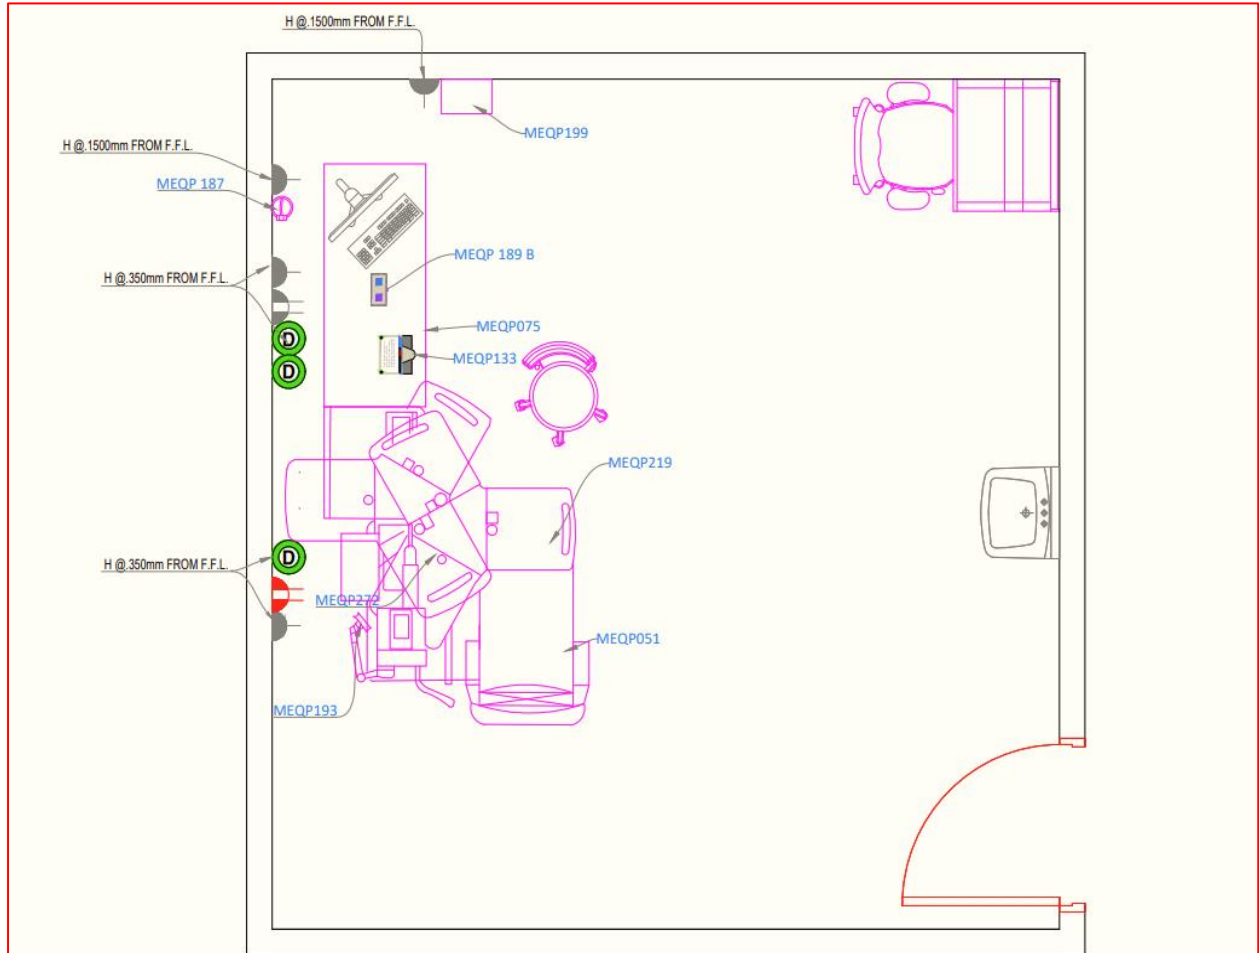 H @.1500mm FROM F.F.L.
MEQP199
H @.1500mm FROM F.F.L.
MEQP 187
MEQP 189 B
H @.350mm FROM F.F.L.
MEQP075
D
MEQP133
D
MEQP219
D
H @.350mm FROM F.F.L.
MEQP272
MEQP051
MEQP193